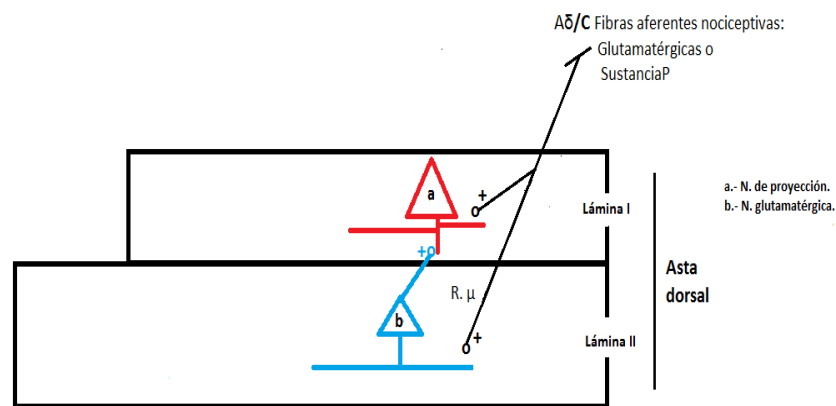 Aδ/C Fibras aferentes nociceptivas:
Glutamatérgicas o
SustanciaP
a
+
Lámina I
a.- N. de proyección.
b.- N. glutamatérgica.
+
R. μ
Asta
dorsal
b
+
Lámina II